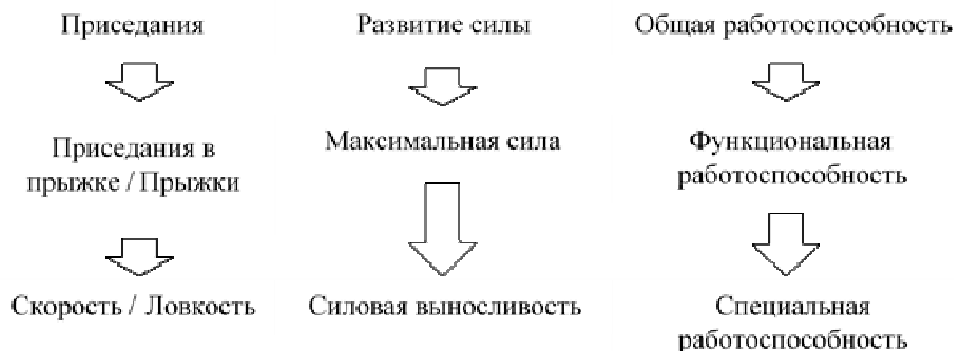 Приседания
Развитие силы
Общая работоспособность
Приседания в
прыжке / Прыжки
Максимальная сила
Функциональная
работоспособность
Скорость / Ловкость
Силовая выносливость
Специальная
работоспособность